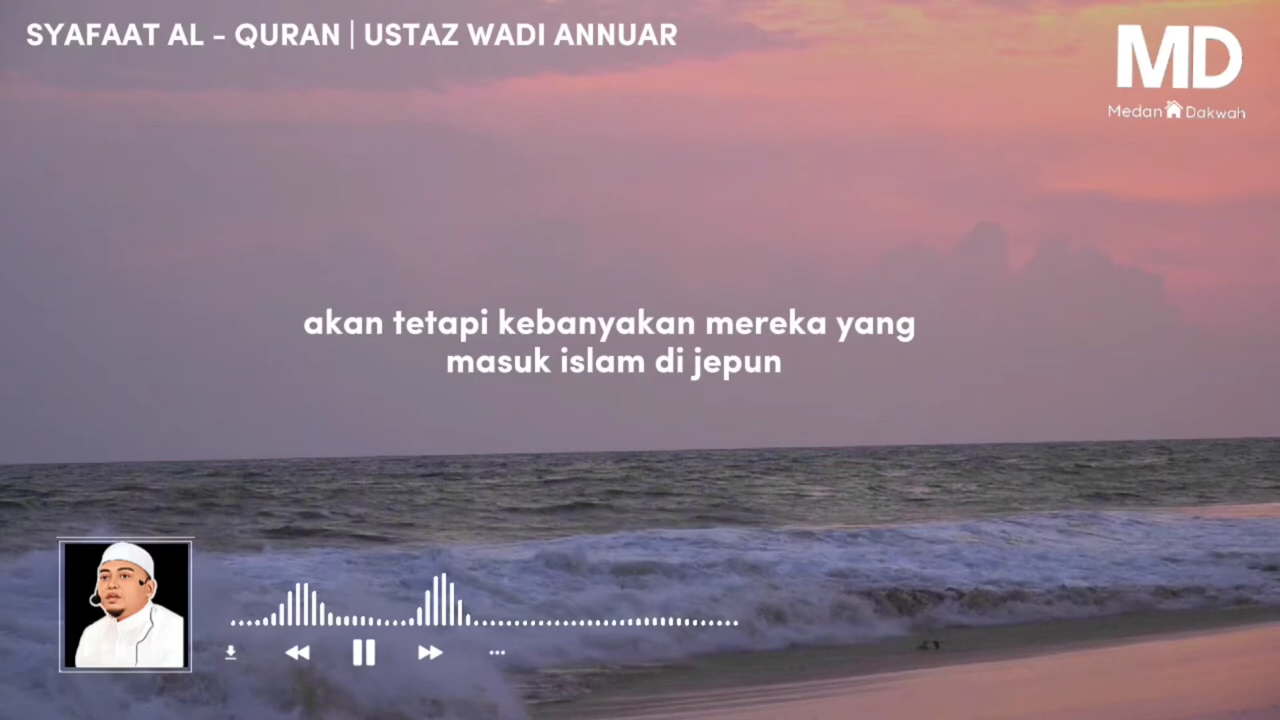 SYAFAAT AL - QURAN | USTAZ WADI ANNUAR
MD
Medan Dakwah
akan tetapi kebanyakan mereka yang
masuk islam di jepun